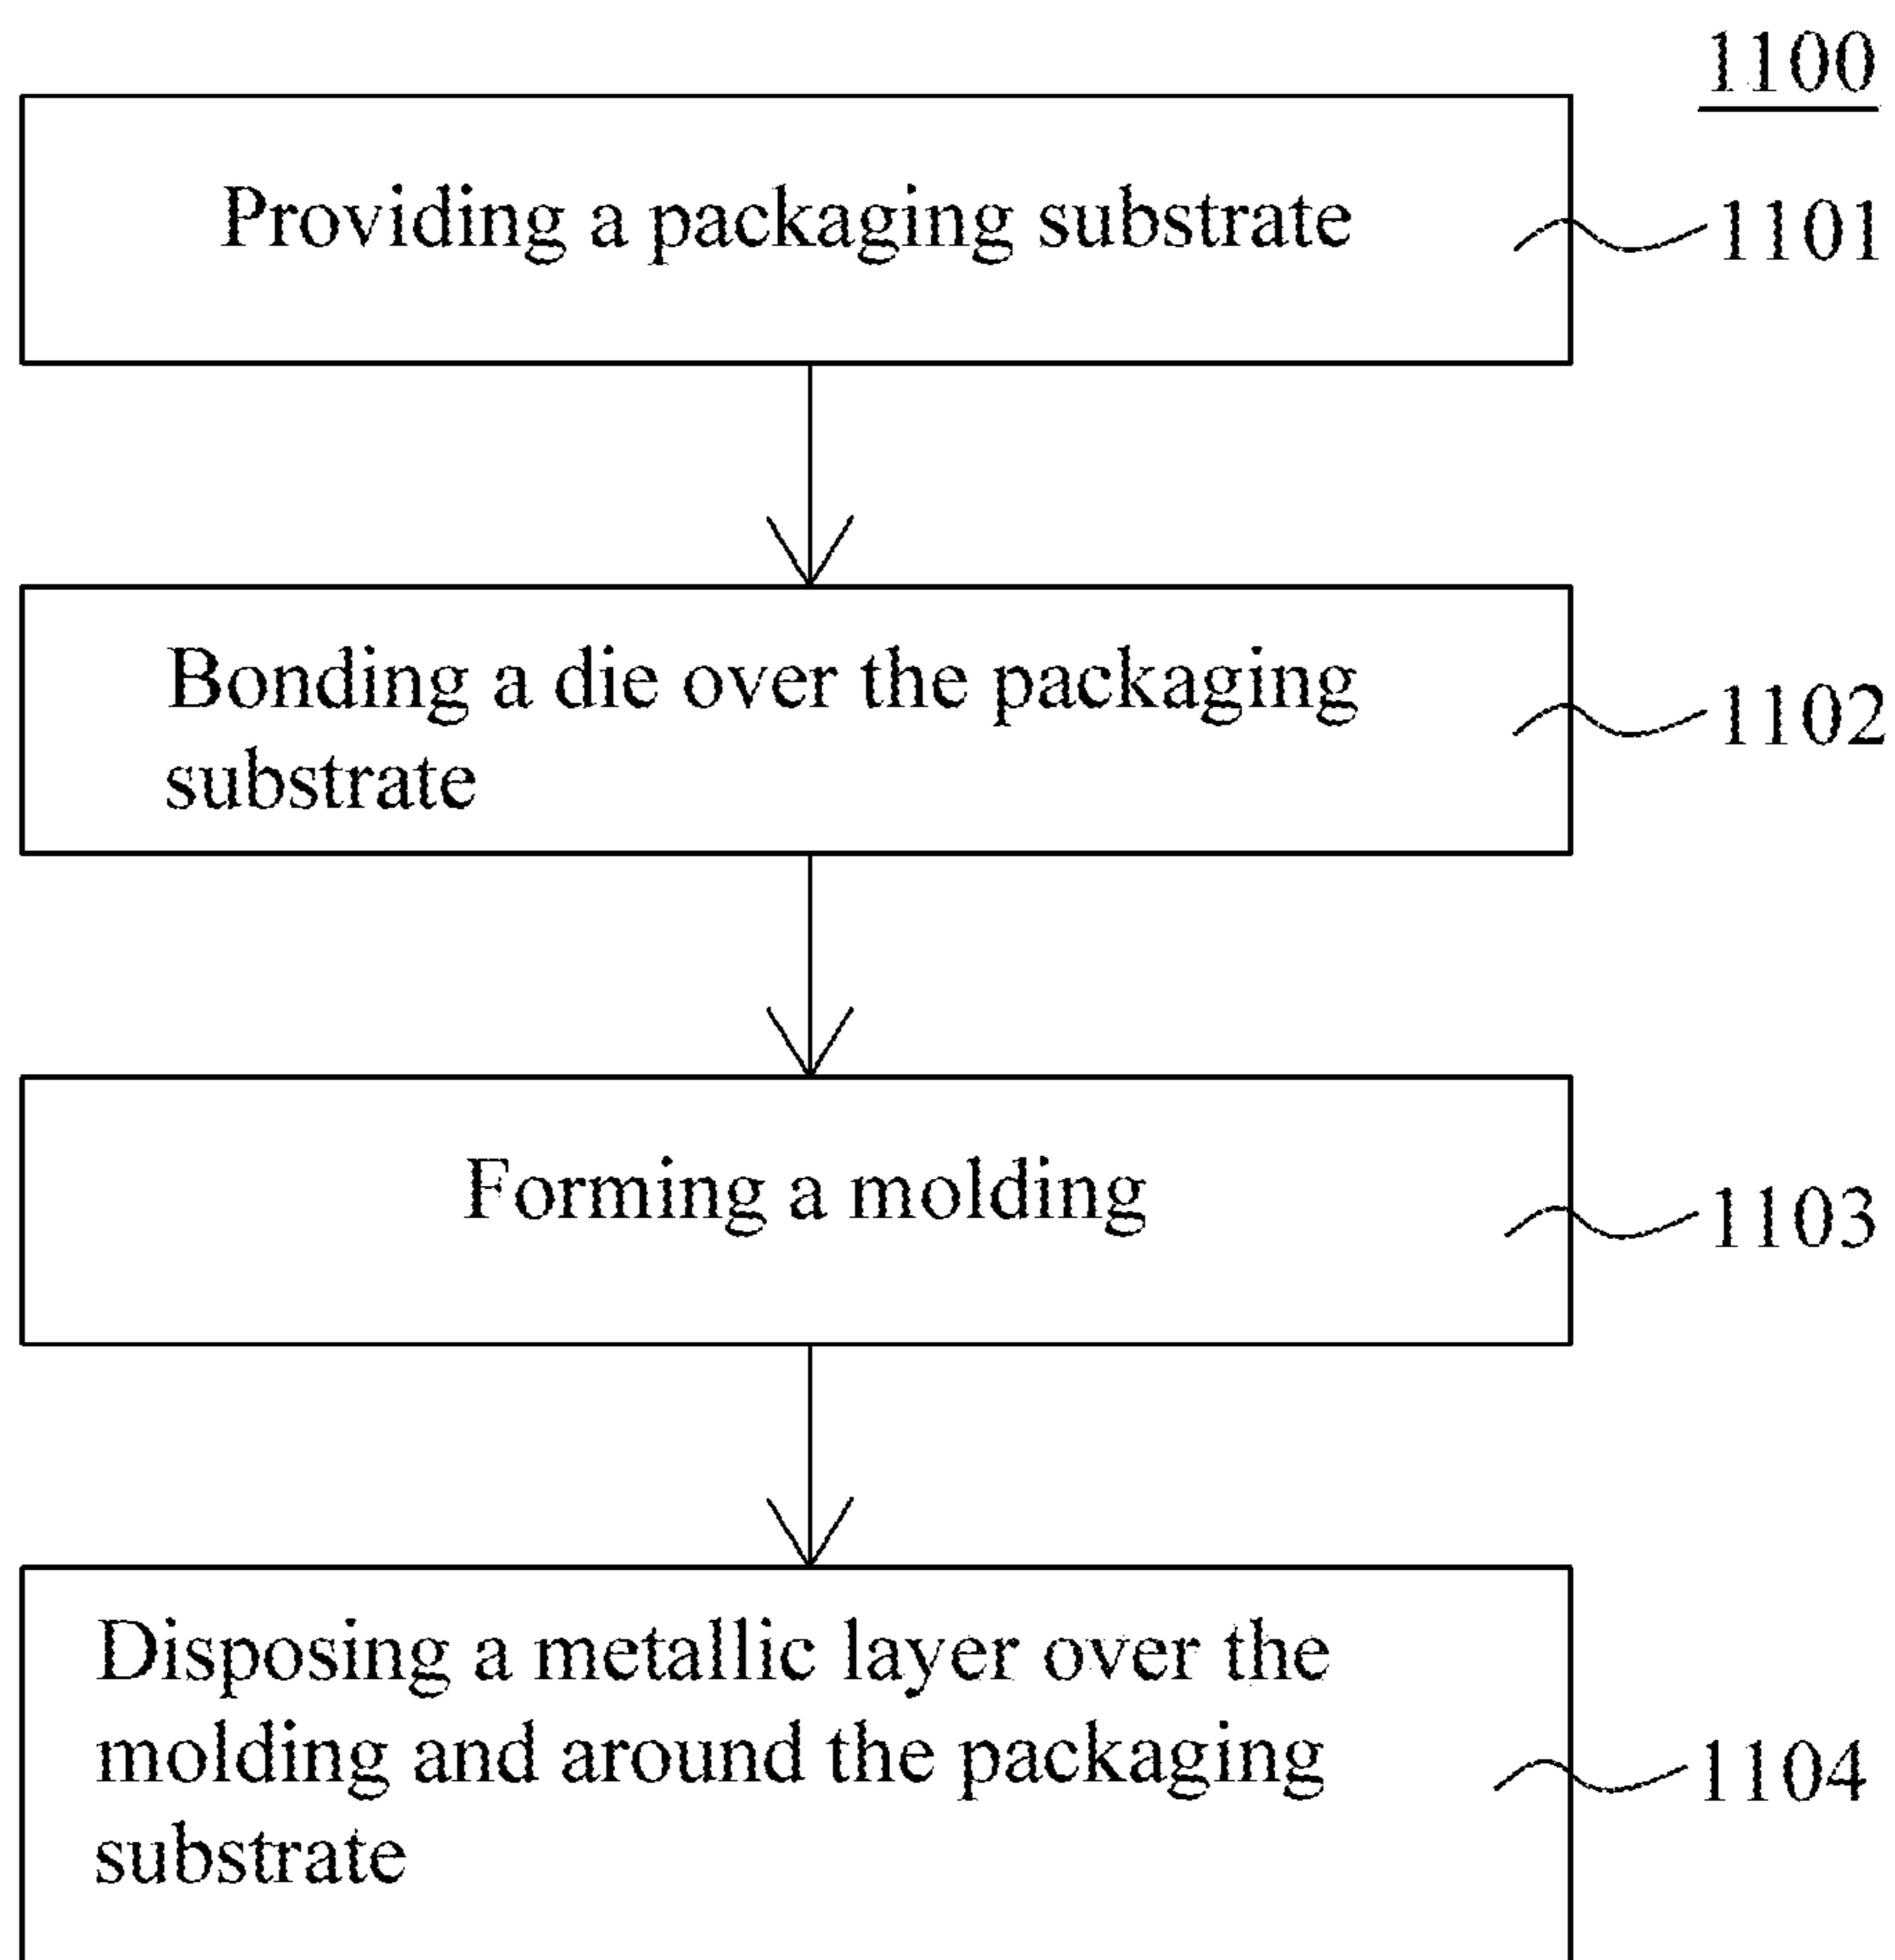 1100
Providing a packaging substrate
1101
Bonding a die over the packaging
substrate
1102
Forming a molding
1103
Disposing a metallic layer over the
molding and around the packaging
substrate
1104